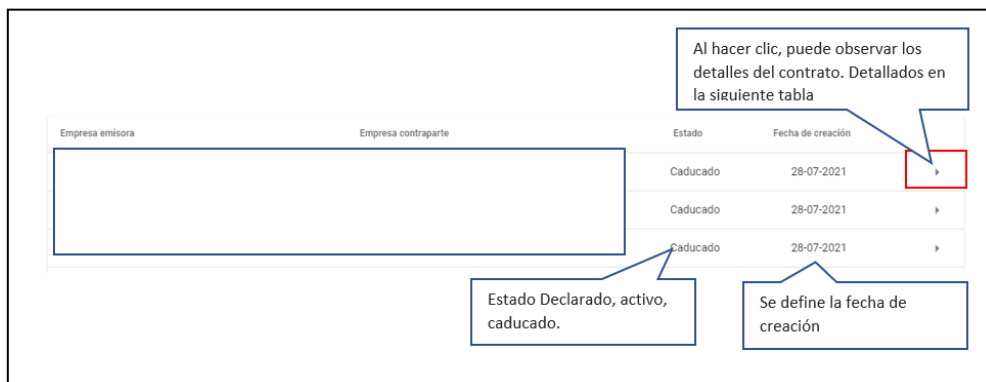 Al hacer clic, puede observar los
detalles del contrato. Detallados en
la siguiente tabla
Empresa emisora Empresa contraparte Estado Fecha de creación
Caducado 28-07-2021
Caducado 28-07-2021
Caducado 28-07-2021
Estado Declarado, activo,
caducado.
Se define la fecha de
creación